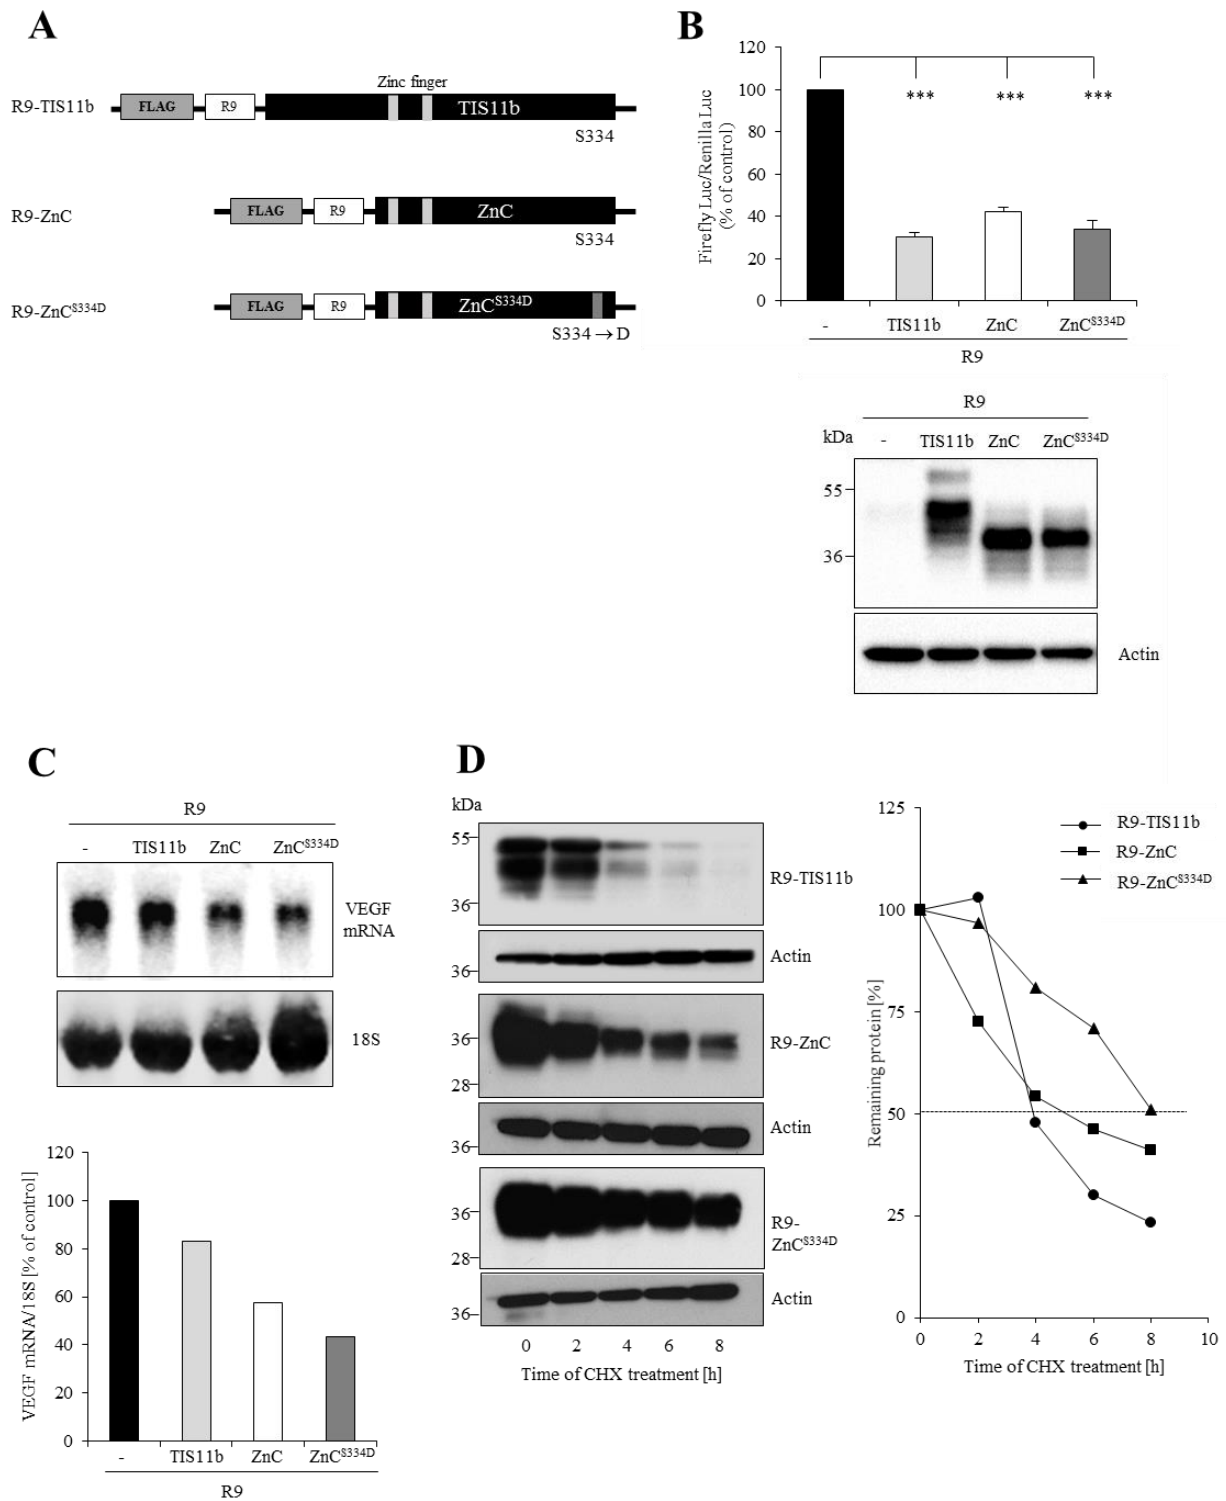 A
Zinc finger
R9-TIS11b
FLAG
R9
TIS11b
S334
R9-ZnC
FLAG
R9
ZnC
S334
R9-ZnC^S334D
FLAG
R9
ZnC^S334D
S334 → D
B
120
100
80
60
40
20
0
Firefly Luc/Renilla Luc
(% of control)
*** *** ***
- TIS11b ZnC ZnC^S334D
R9
R9
kDa - TIS11b ZnC ZnC^S334D
55
36
Actin
C
R9
- TIS11b ZnC ZnC^S334D
VEGF
mRNA
18S
120
100
80
60
40
20
0
VEGF mRNA/18S [% of control]
- TIS11b ZnC ZnC^S334D
R9
D
kDa
55
36
R9-TIS11b
36
Actin
36
28
R9-ZnC
36
Actin
36
28
R9-
ZnC^S334D
36
Actin
0 2 4 6 8
Time of CHX treatment [h]
125
100
75
50
25
0
Remaining protein [%]
R9-TIS11b
R9-ZnC
R9-ZnC^S334D
0 2 4 6 8 10
Time of CHX treatment [h]